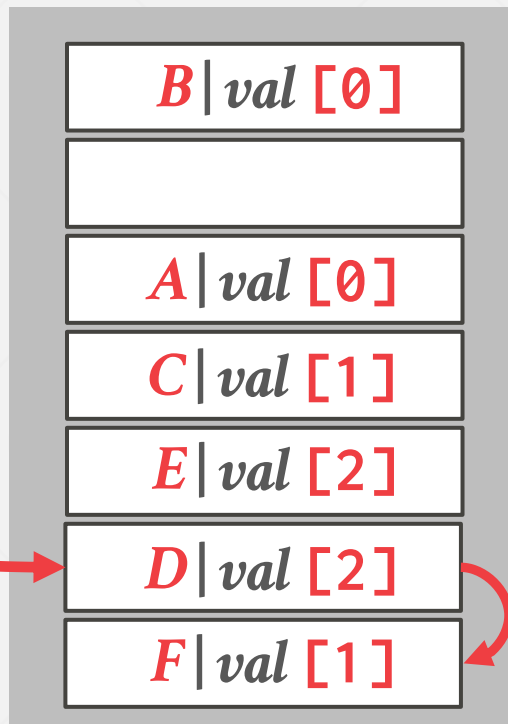 B|val [0]
A|val [0]
C|val [1]
E|val [2]
D|val [2]
F|val [1]